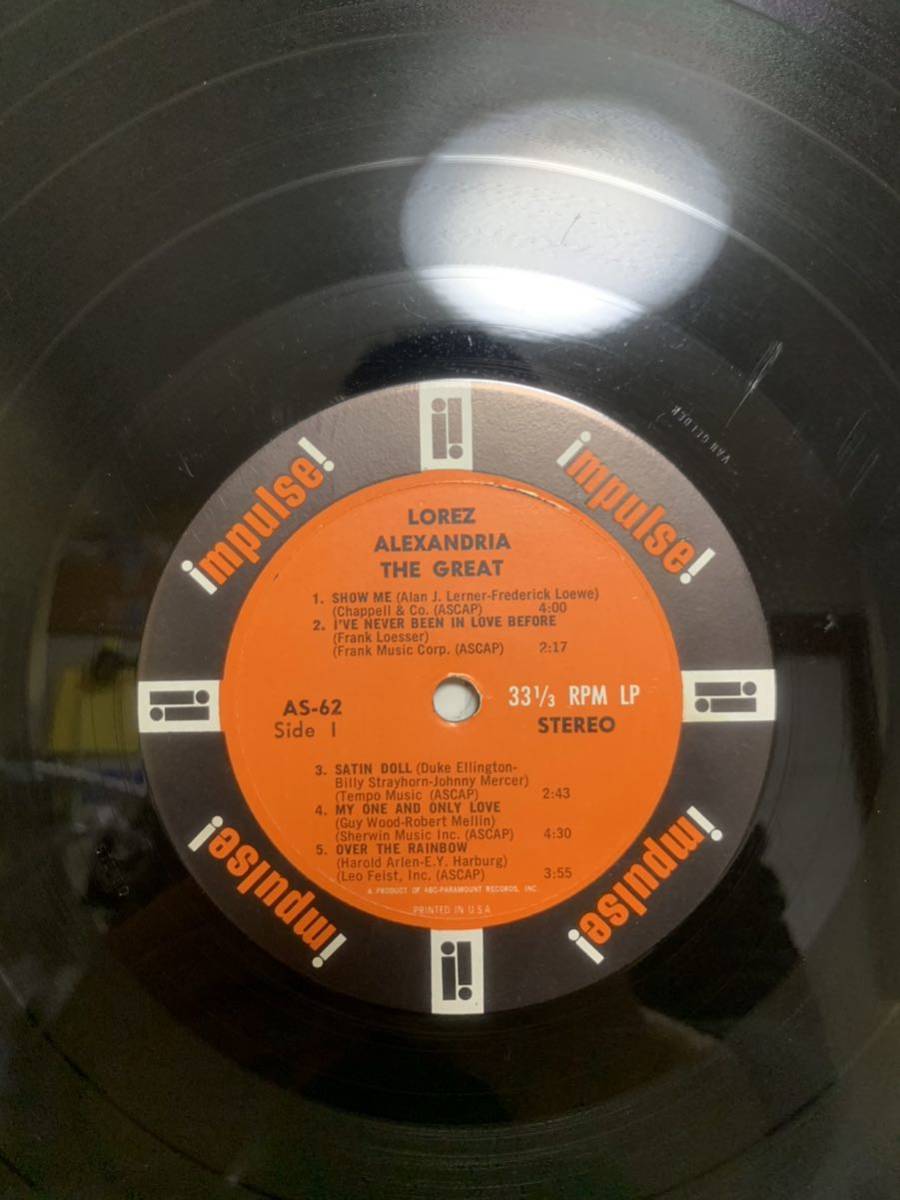 VAN GELDER
impulse!
impulse!
LOREZ
ALEXANDRIA
THE GREAT
1. SHOW ME (Alan J. Lerner-Frederick Loewe)
(Chappell & Co. (ASCAP) 4:00
2. I'VE NEVER BEEN IN LOVE BEFORE
(Frank Loesser)
(Frank Music Corp. (ASCAP) 2:17
AS-62
Side 1
33 1/3 RPM LP
STEREO
3. SATIN DOLL (Duke Ellington-
Billy Strayhorn-Johnny Mercer)
(Tempo Music (ASCAP) 2:43
4. MY ONE AND ONLY LOVE
(Guy Wood-Robert Mellin)
(Sherwin Music Inc. (ASCAP) 4:30
5. OVER THE RAINBOW
(Harold Arlen-E.Y. Harburg)
(Leo Feist, Inc. (ASCAP) 3:55
A PRODUCT OF ABC-PARAMOUNT RECORDS, INC.
PRINTED IN U.S.A.
impulse!
impulse!